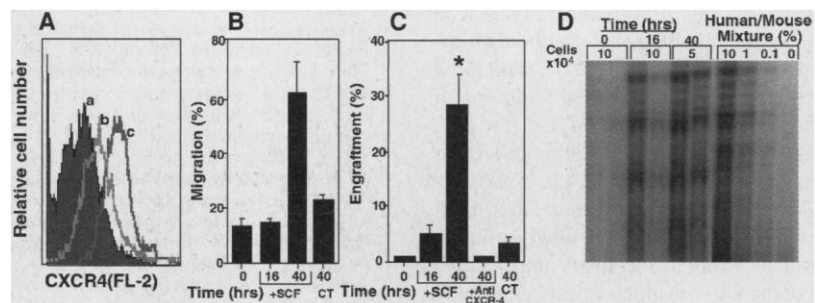 A
Relative cell number
a
b
c
CXCR4(FL-2)
B
Migration (%)
80
60
40
20
0
0 16 40 40
Time (hrs) +SCF CT
C
Engraftment (%)
40
30
20
10
0
*
0 16 40 40 40
Time (hrs) +SCF +Anti CXCR-4 CT
D
Time (hrs)
0 16 40
Human/Mouse
Mixture (%)
Cells
x10⁴
10 10 5 10 1 0.1 0